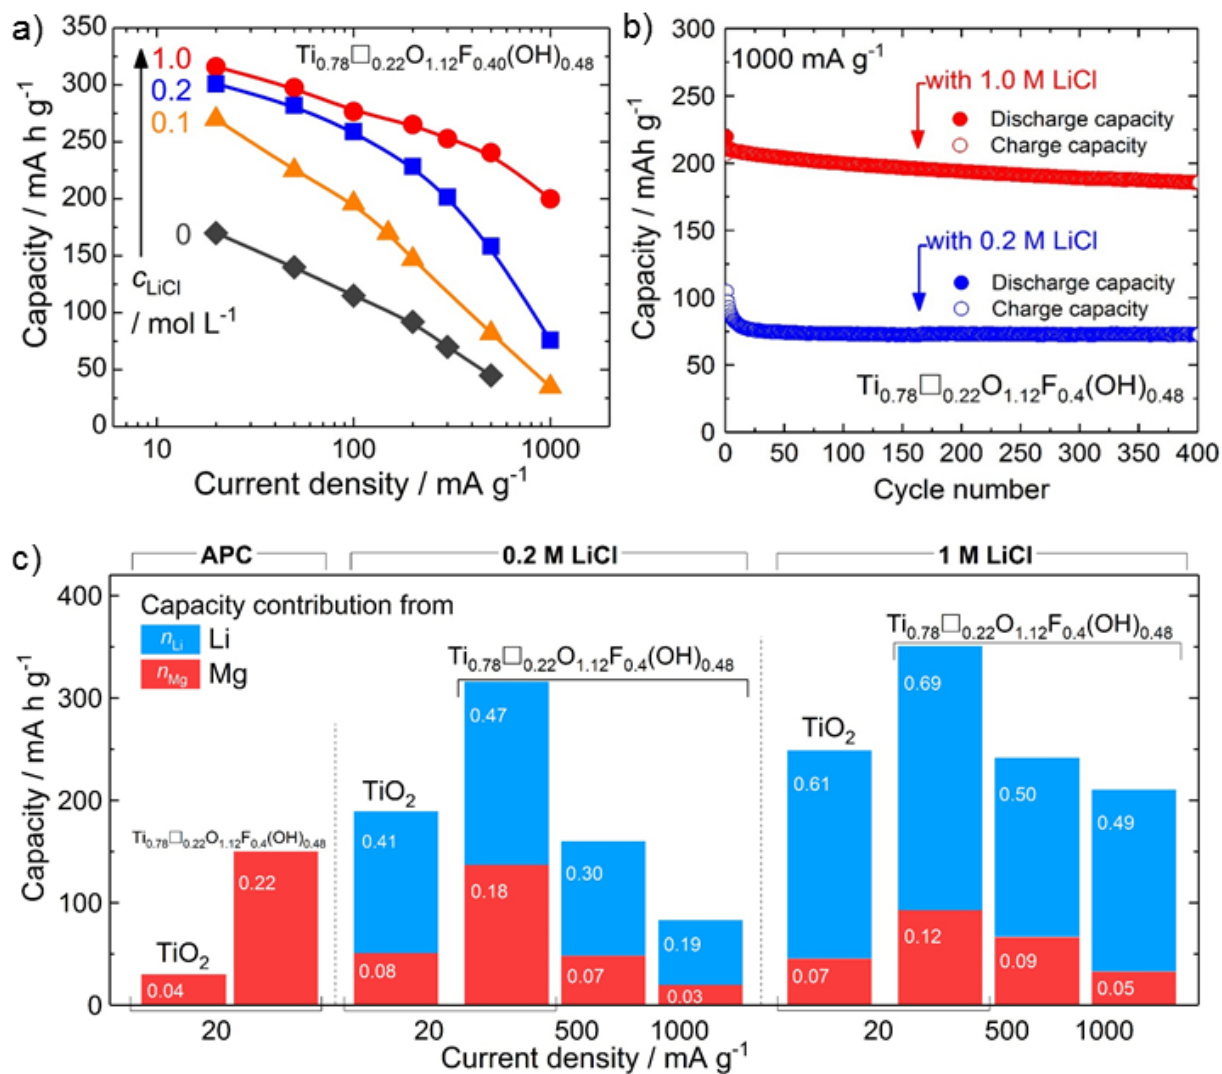 a)
350
300
250
200
150
100
50
0
10
100
1000
Capacity / mA h g⁻¹
Current density / mA g⁻¹
Ti₀.₇₈□₀.₂₂O₁.₁₂F₀.₄₀(OH)₀.₄₈
1.0
0.2
0.1
0
c_LiCl
/ mol L⁻¹
b)
300
250
200
150
100
50
0
0 50 100 150 200 250 300 350 400
Capacity / mAh g⁻¹
Cycle number
1000 mA g⁻¹
with 1.0 M LiCl
Discharge capacity
Charge capacity
with 0.2 M LiCl
Discharge capacity
Charge capacity
Ti₀.₇₈□₀.₂₂O₁.₁₂F₀.₄(OH)₀.₄₈
c)
APC
0.2 M LiCl
1 M LiCl
400
300
200
100
0
Capacity / mA h g⁻¹
Capacity contribution from
n_Li Li
n_Mg Mg
TiO₂
0.04
Ti₀.₇₈□₀.₂₂O₁.₁₂F₀.₄(OH)₀.₄₈
0.22
TiO₂
0.41
0.08
Ti₀.₇₈□₀.₂₂O₁.₁₂F₀.₄(OH)₀.₄₈
0.47
0.18
0.30
0.07
0.19
0.03
TiO₂
0.61
0.07
Ti₀.₇₈□₀.₂₂O₁.₁₂F₀.₄(OH)₀.₄₈
0.69
0.12
0.50
0.09
0.49
0.05
20 20 500 1000 20 500 1000
Current density / mA g⁻¹